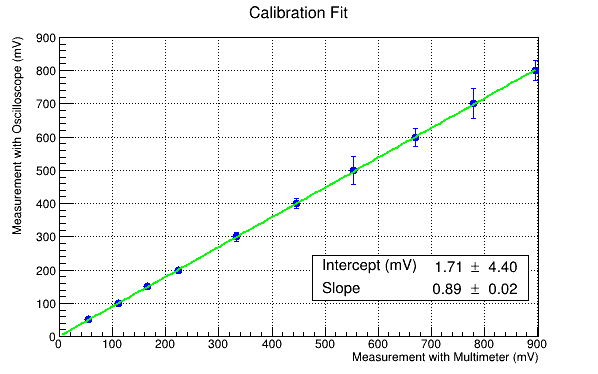 Calibration Fit
Measurement with Oscilloscope (mV)
900
800
700
600
500
400
300
200
100
0
Intercept (mV) 1.71 ± 4.40
Slope 0.89 ± 0.02
0 100 200 300 400 500 600 700 800 900
Measurement with Multimeter (mV)